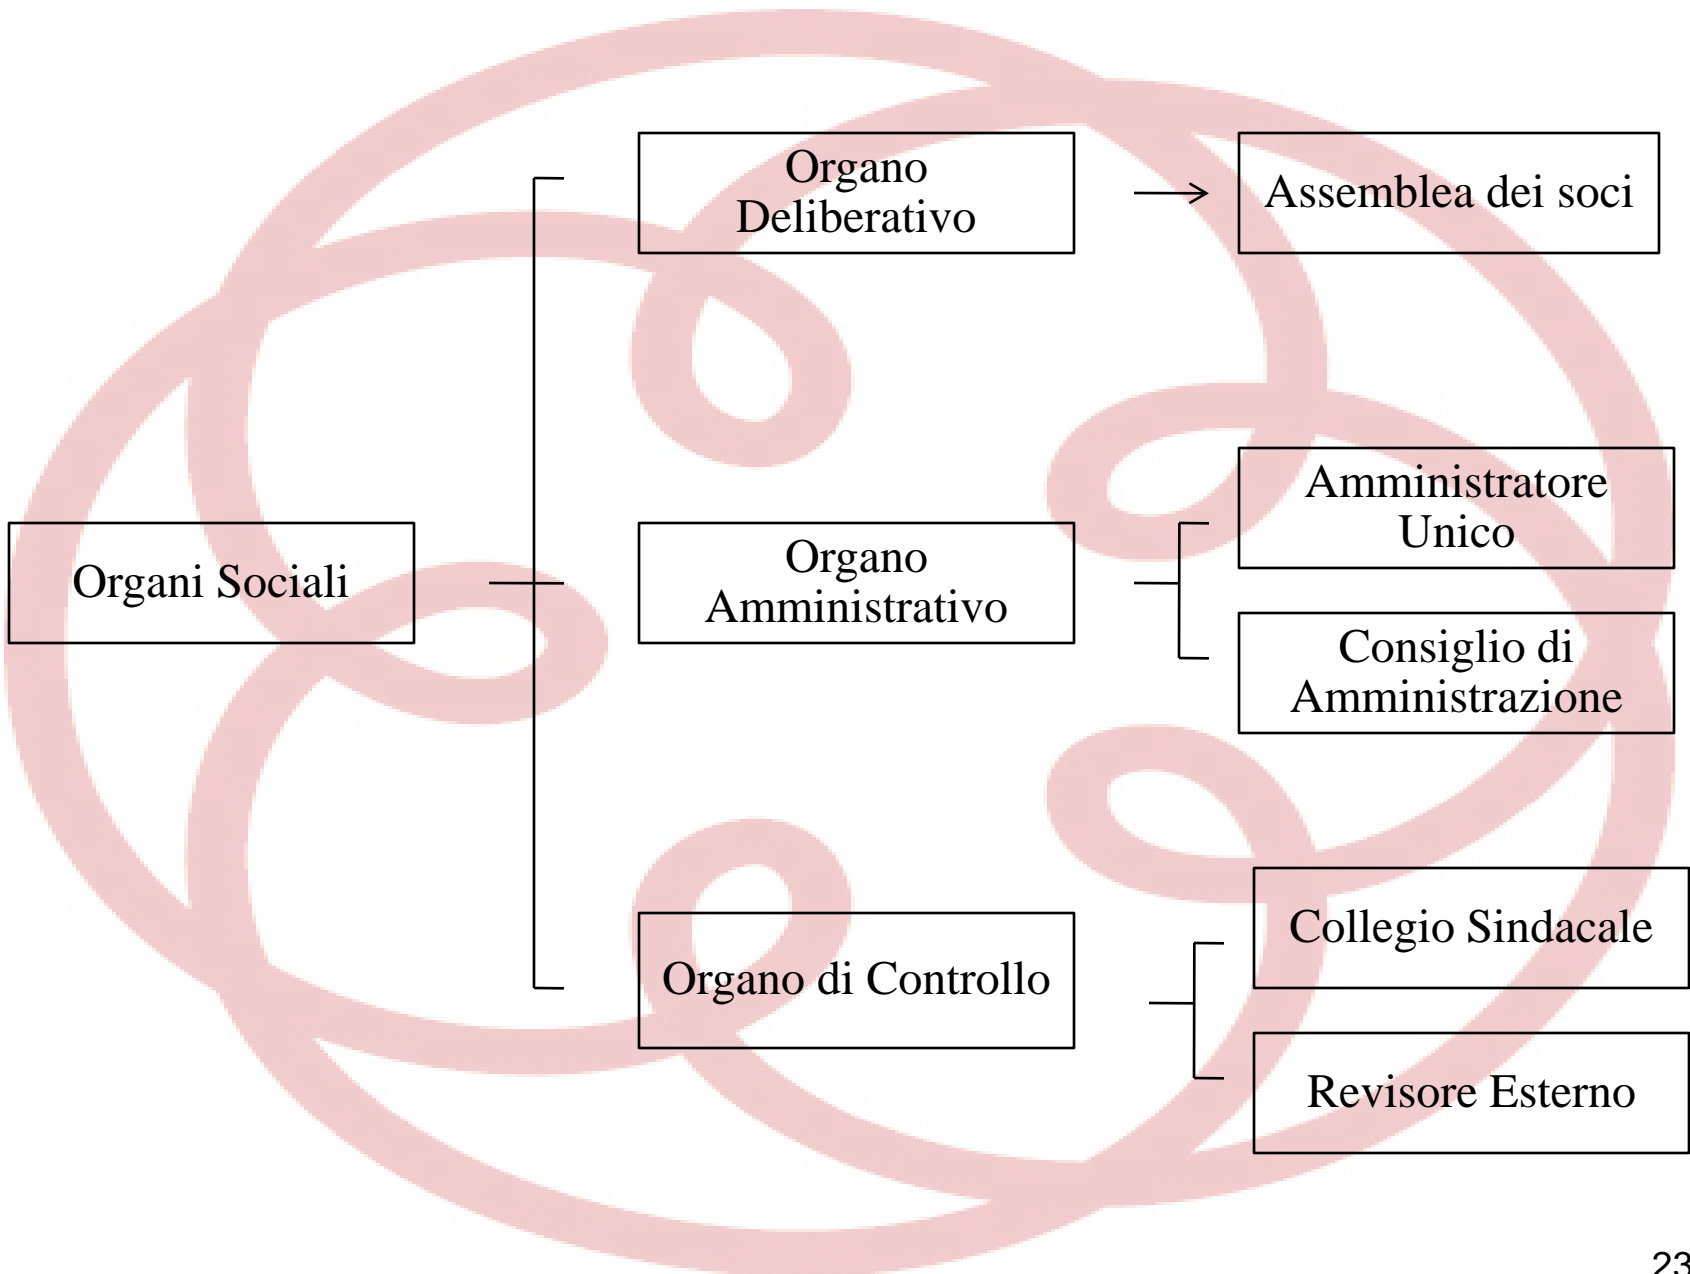 Organi Sociali
Organo
Deliberativo
Assemblea dei soci
Organo
Amministrativo
Amministratore
Unico
Consiglio di
Amministrazione
Organo di Controllo
Collegio Sindacale
Revisore Esterno
23